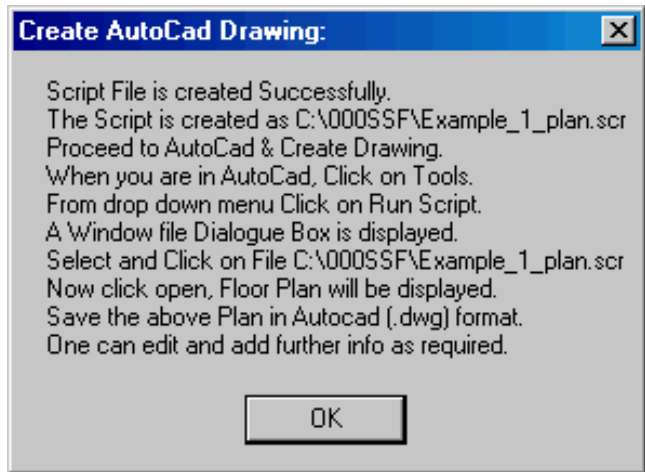 Create AutoCad Drawing:
Script File is created Successfully.
The Script is created as C:\000SSF\Example_1_plan.scr
Proceed to AutoCad & Create Drawing.
When you are in AutoCad, Click on Tools.
From drop down menu Click on Run Script.
A Window file Dialogue Box is displayed.
Select and Click on File C:\000SSF\Example_1_plan.scr
Now click open, Floor Plan will be displayed.
Save the above Plan in Autocad (.dwg) format.
One can edit and add further info as required.
OK